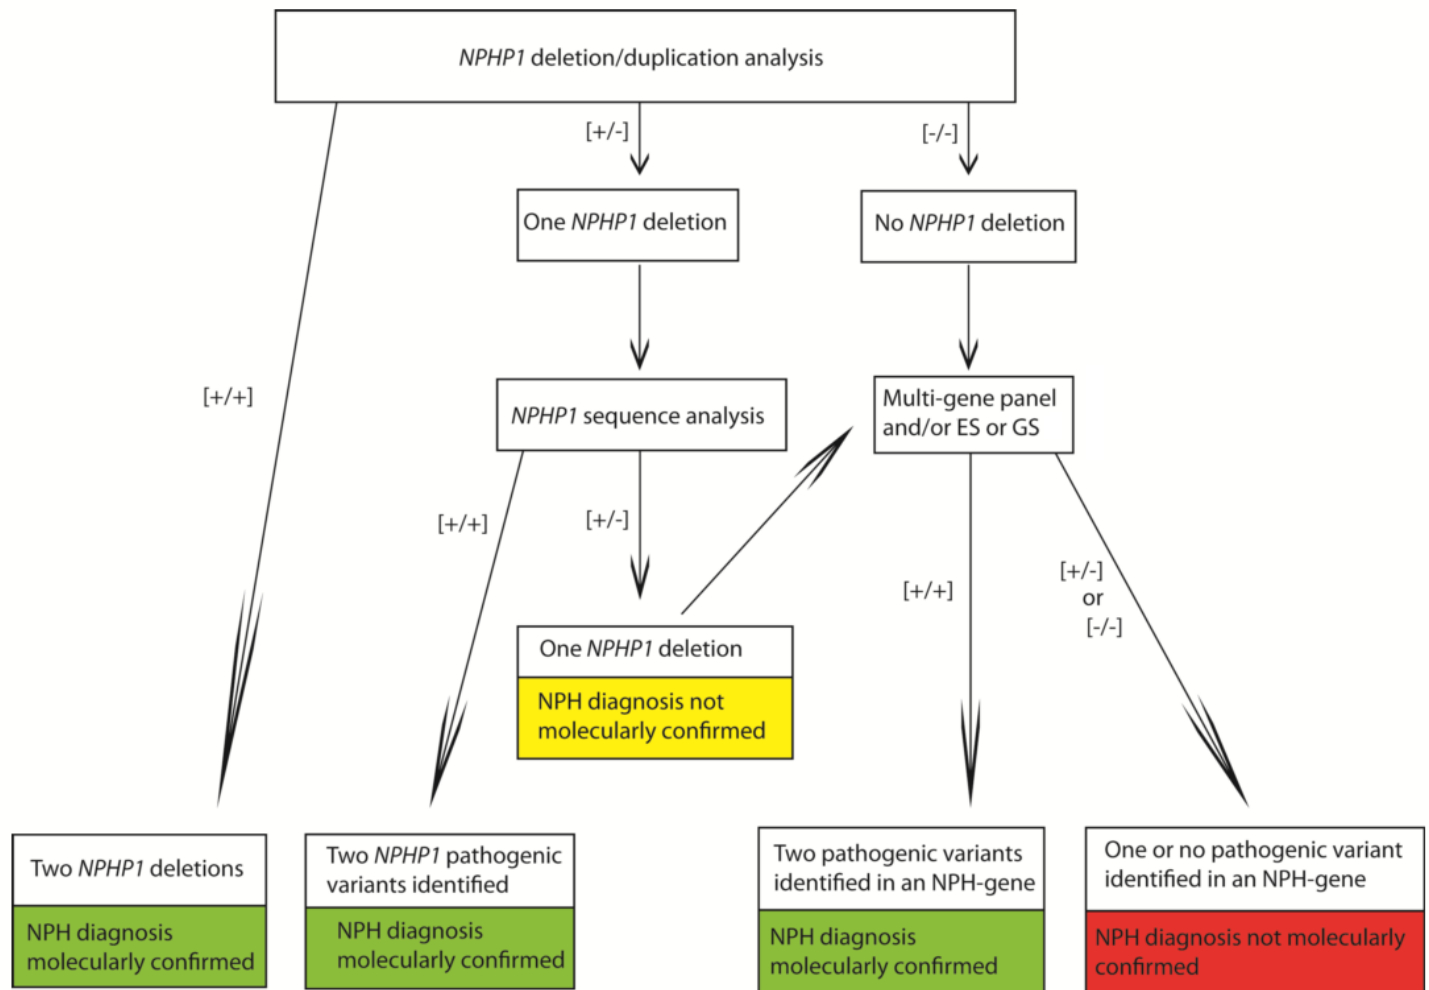 NPHP1 deletion/duplication analysis
[+/-]
[-/-]
One NPHP1 deletion
No NPHP1 deletion
[+/+]
NPHP1 sequence analysis
Multi-gene panel
and/or ES or GS
[+/+]
[+/-]
[+/+]
[+/-]
or
[-/-]
One NPHP1 deletion
NPH diagnosis not
molecularly confirmed
Two NPHP1 deletions
NPH diagnosis
molecularly confirmed
Two NPHP1 pathogenic
variants identified
NPH diagnosis
molecularly confirmed
Two pathogenic variants
identified in an NPH-gene
NPH diagnosis
molecularly confirmed
One or no pathogenic variant
identified in an NPH-gene
NPH diagnosis not molecularly
confirmed